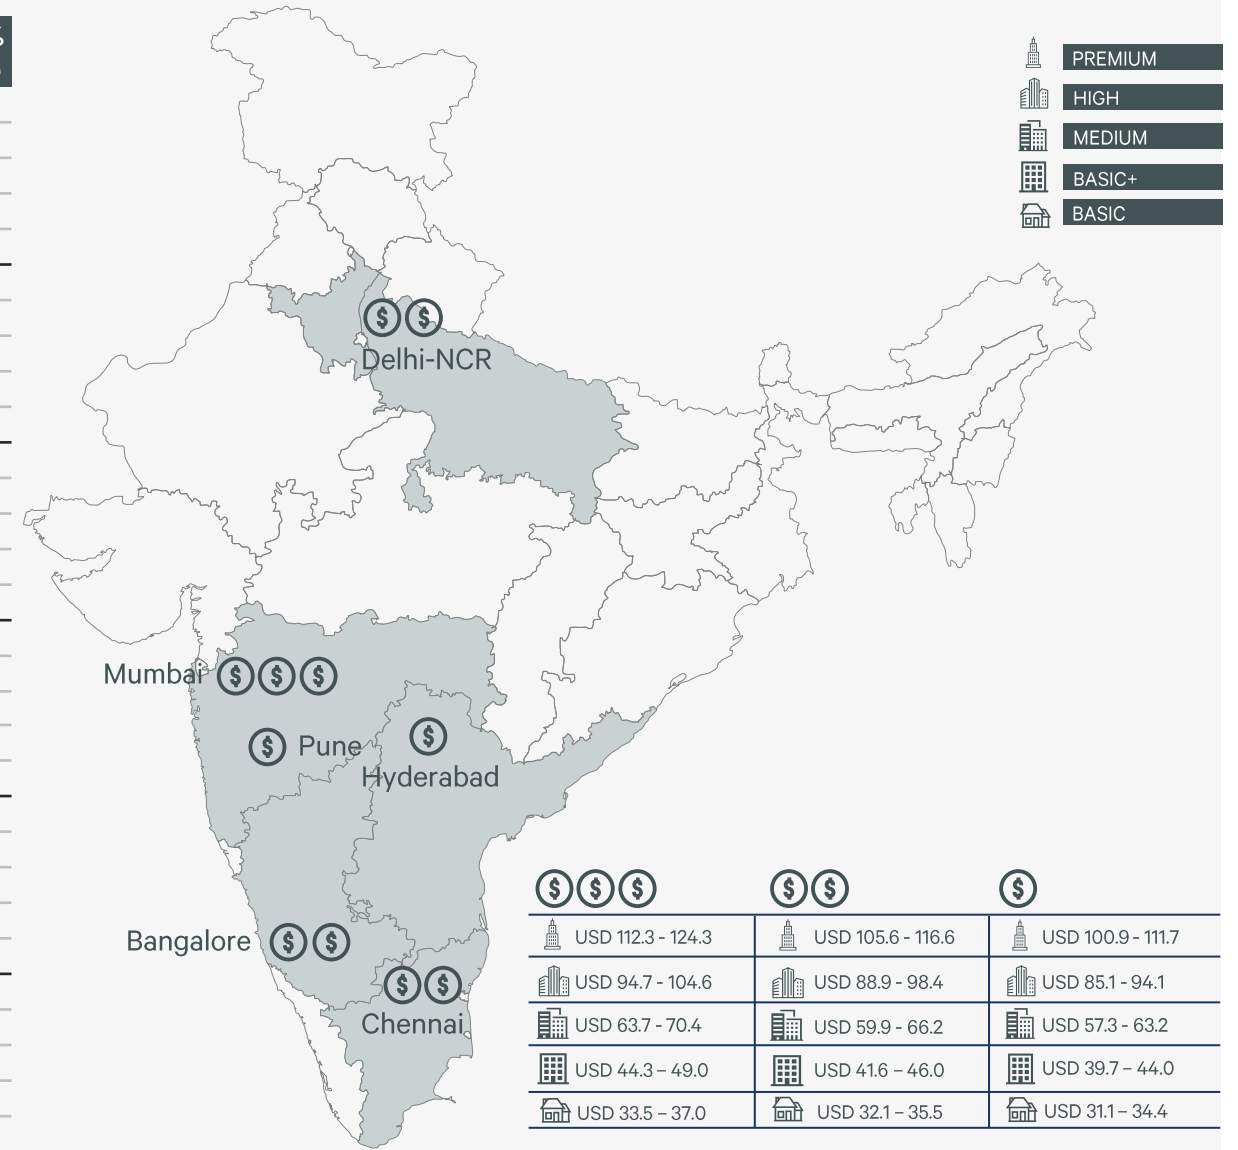 PREMIUM
HIGH
MEDIUM
BASIC+
BASIC
$ $
Delhi-NCR
Mumbai $ $ $
$ Pune
$
Hyderabad
Bangalore $ $
$ $
Chennai
$ $ $ $ $ $
USD 112.3 - 124.3 USD 105.6 - 116.6 USD 100.9 - 111.7
USD 94.7 - 104.6 USD 88.9 - 98.4 USD 85.1 - 94.1
USD 63.7 - 70.4 USD 59.9 - 66.2 USD 57.3 - 63.2
USD 44.3 – 49.0 USD 41.6 – 46.0 USD 39.7 – 44.0
USD 33.5 – 37.0 USD 32.1 – 35.5 USD 31.1 – 34.4